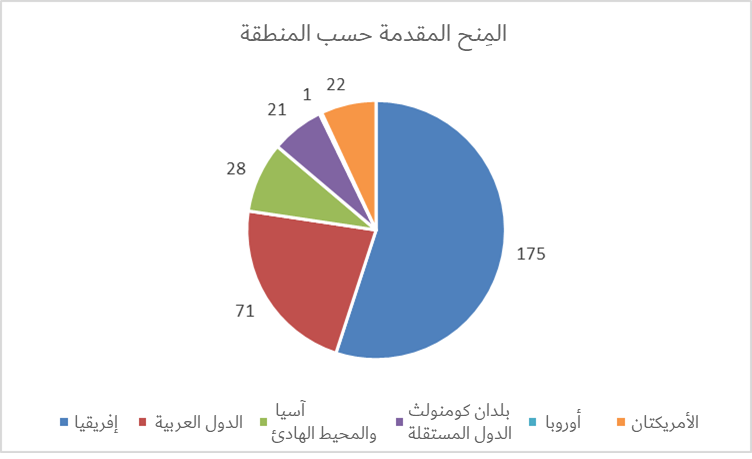 المِنح المقدمة حسب المنطقة
22
1
21
28
175
71
إفريقيا
الدول العربية
آسيا
والمحيط الهادئ
بلدان كومنولث
الدول المستقلة
أوروبا
الأمريكتان